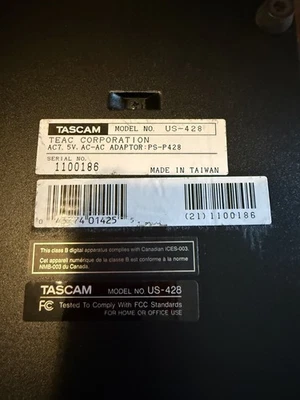 TASCAM MODEL NO. US-428
TEAC CORPORATION
AC7. 5V. AC-AC ADAPTOR:PS-P428
SERIAL NO.
1100186
MADE IN TAIWAN
01425
(21)1100186
This class B digital apparatus complies with Canadian ICES-003.
Cet appareil numérique de la classe B est conforme à la norme
NMB-003 du Canada.
TASCAM MODEL NO. US-428
FC Tested To Comply With FCC Standards
FOR HOME OR OFFICE USE